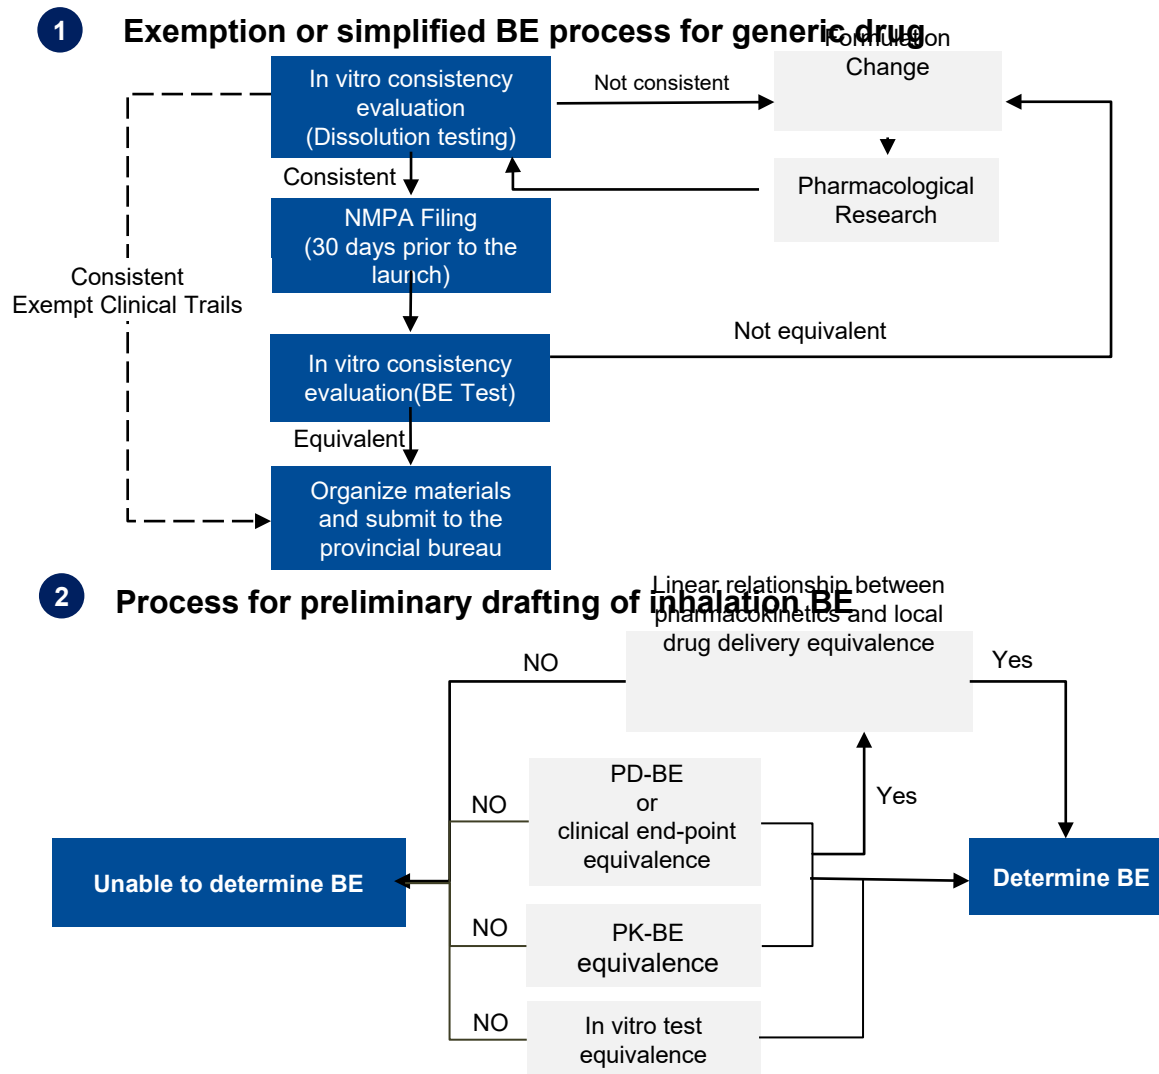 1
Exemption or simplified BE process for generic drug
Formulation
Change
In vitro consistency
evaluation
(Dissolution testing)
Not consistent
Consistent
Pharmacological
Research
NMPA Filing
(30 days prior to the
launch)
Consistent
Exempt Clinical Trails
Not equivalent
In vitro consistency
evaluation(BE Test)
Equivalent
Organize materials
and submit to the
provincial bureau
2
Process for preliminary drafting of inhalation BE
Linear relationship between
pharmacokinetics and local
drug delivery equivalence
NO
Yes
PD-BE
or
clinical end-point
equivalence
NO
Yes
Unable to determine BE
Determine BE
NO
PK-BE
equivalence
NO
In vitro test
equivalence